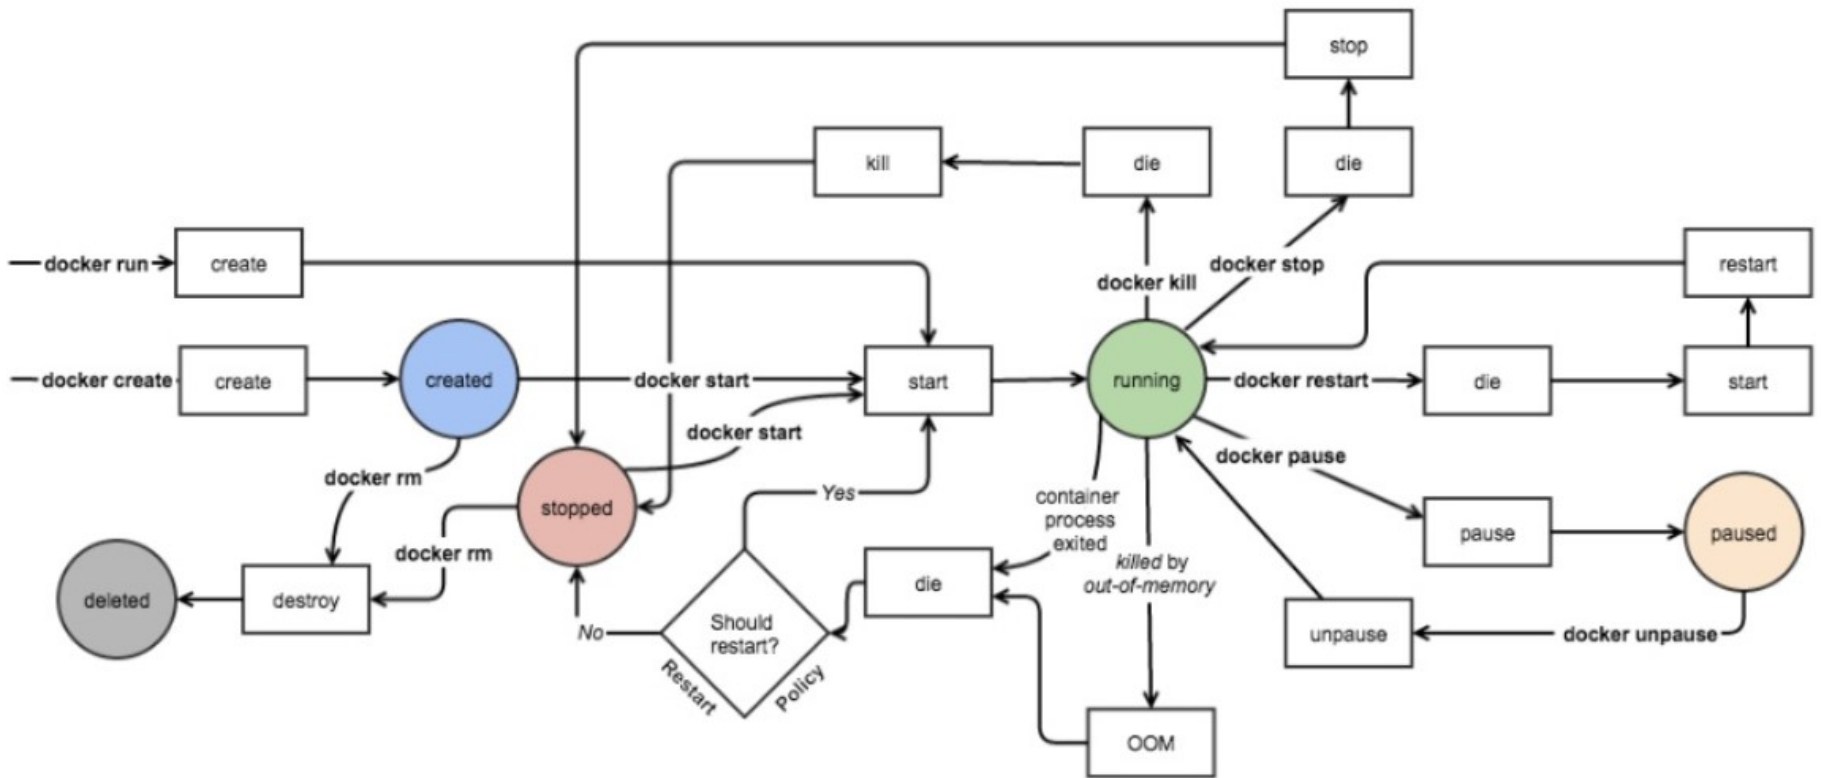 stop
kill
die
die
docker run
create
docker kill
docker stop
restart
docker create
create
created
docker start
start
running
docker restart
die
start
docker start
docker pause
docker rm
stopped
Yes
container
process
exited
pause
paused
docker rm
killed by
out-of-memory
deleted
destroy
die
No
Should
restart?
Restart
Policy
unpause
docker unpause
OOM